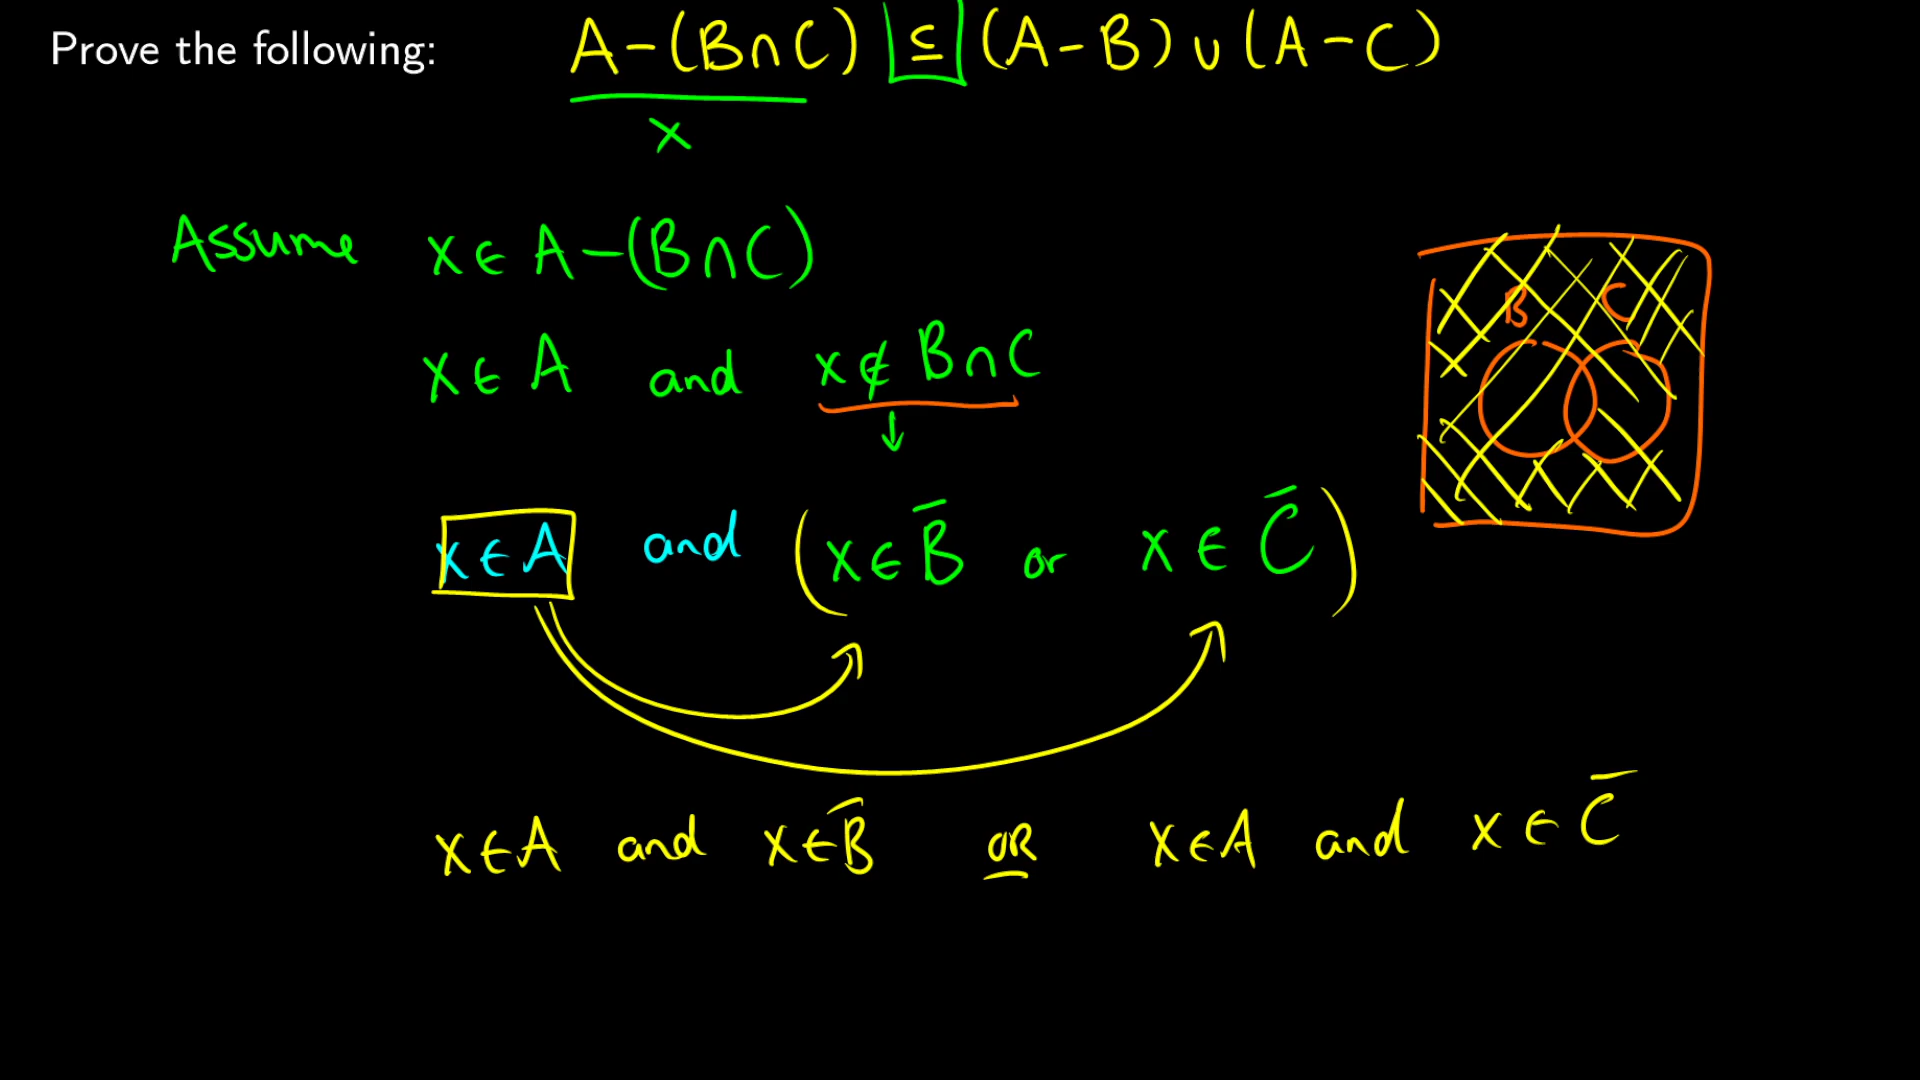 Prove the following: A-(B∩C) ⊆ (A-B)∪(A-C)
x
Assume x∈A-(B∩C)
x∈A and x∉B∩C
B C
↓
x∈A and (x∈B̅ or x∈C̅)
x∈A and x∈B̅ OR x∈A and x∈C̅